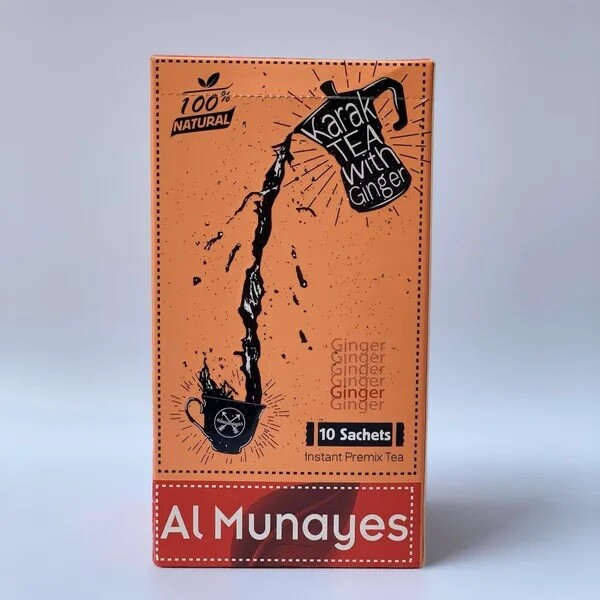 100%
NATURAL
Karak
TEA
with
Ginger
Ginger
Ginger
Ginger
Ginger
Ginger
Ginger
10 Sachets
Instant Premix Tea
Al Munayes